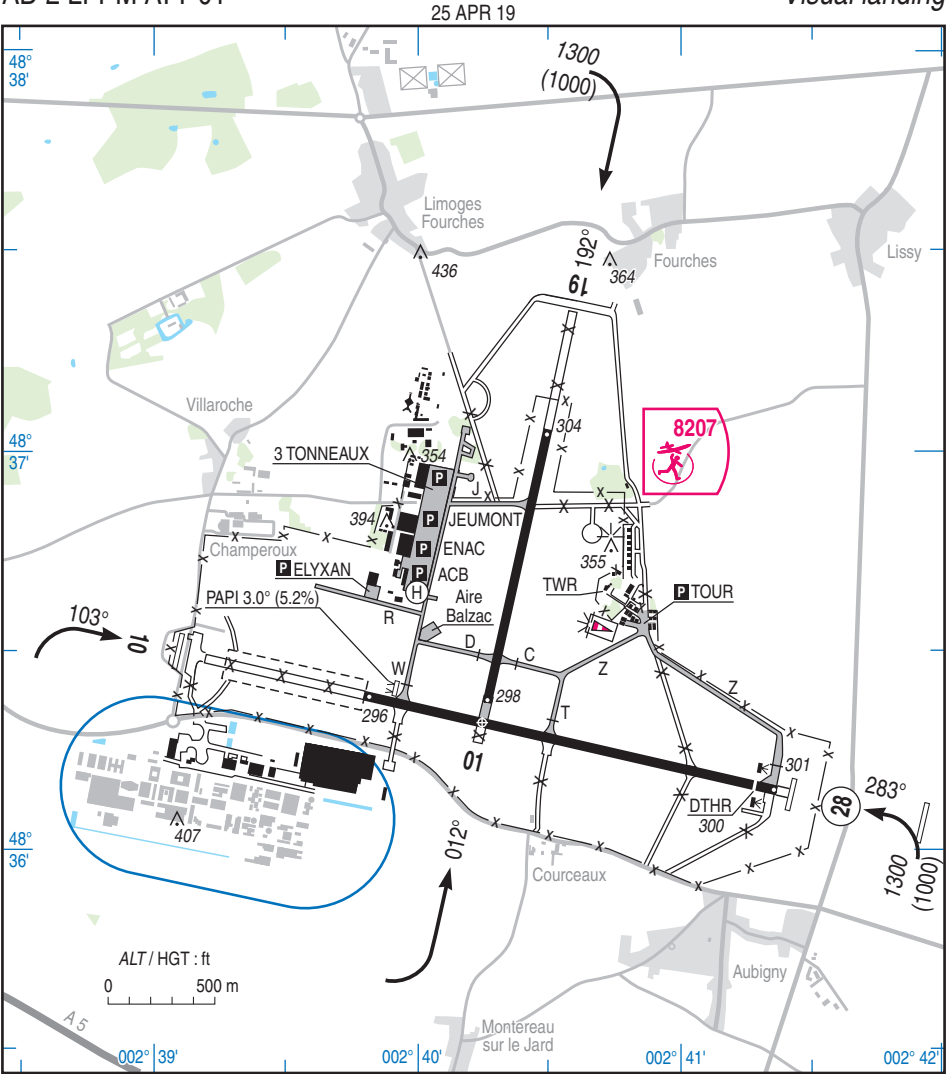 AD 2 LFPM ATT 01
Visual landing
25 APR 19
48°
38'
1300
(1000)
Limoges
Fourches
436
192°
364
Fourches
Lissy
19
Villaroche
48°
37'
3 TONNEAUX
354
304
8207
P
J
394
P
JEUMONT
Champeroux
P
ENAC
355
P ELYXAN
P
ACB
TWR
H
Aire
Balzac
P TOUR
PAPI 3.0° (5.2%)
R
103°
10
D
C
Z
Z
W
298
T
296
01
301
DTHR
300
28
283°
407
48°
36'
012°
1300
(1000)
Courceaux
ALT / HGT : ft
0
500 m
Aubigny
A 5
Montereau
sur le Jard
002° 39'
002° 40'
002° 41'
002° 42'